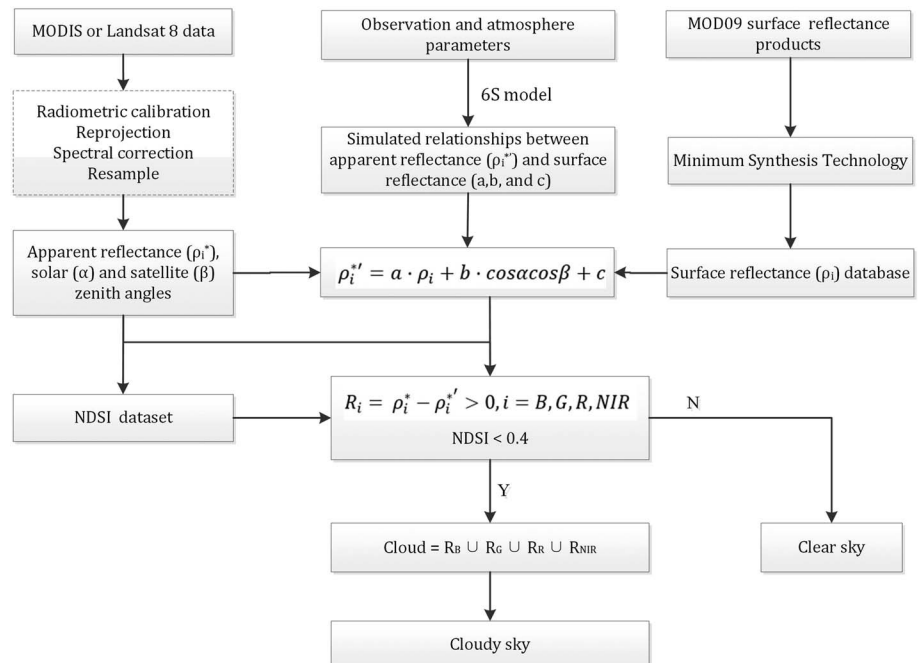 MODIS or Landsat 8 data
Observation and atmosphere
parameters
MOD09 surface reflectance
products
6S model
Radiometric calibration
Reprojection
Spectral correction
Resample
Simulated relationships between
apparent reflectance (ρᵢ*′) and surface
reflectance (a,b, and c)
Minimum Synthesis Technology
Apparent reflectance (ρᵢ*),
solar (α) and satellite (β)
zenith angles
ρᵢ*′ = a · ρᵢ + b · cosαcosβ + c
Surface reflectance (ρᵢ) database
NDSI dataset
Rᵢ = ρᵢ* − ρᵢ*′ > 0, i = B, G, R, NIR
NDSI < 0.4
N
Y
Cloud = RB ∪ RG ∪ RR ∪ RNIR
Clear sky
Cloudy sky